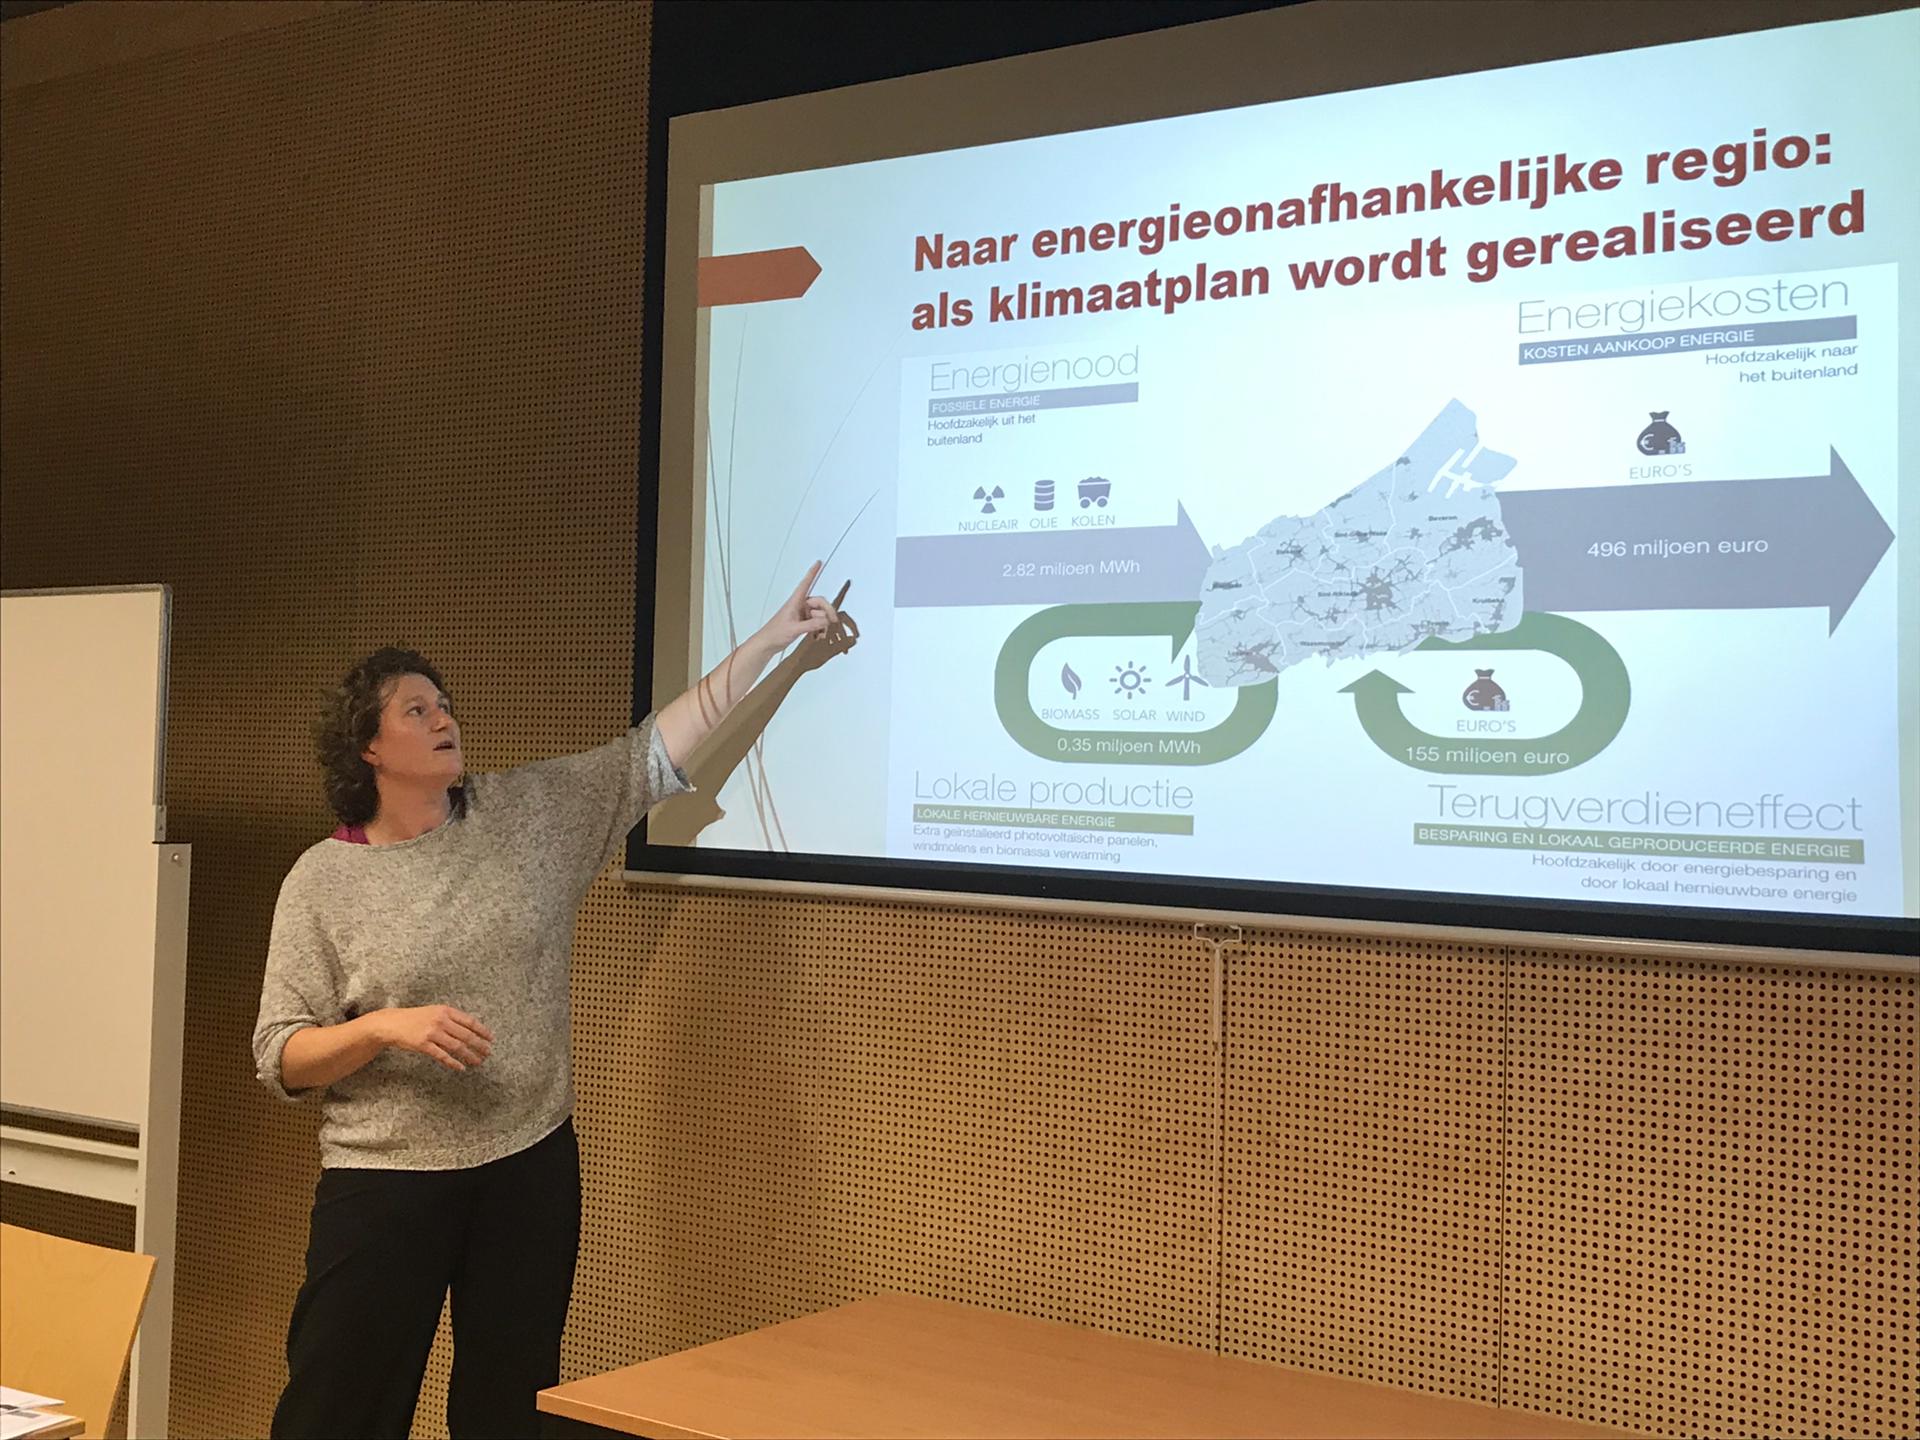 Naar energieonafhankelijke regio:
als klimaatplan wordt gerealiseerd
Energienood
FOSSIELE ENERGIE
Hoofdzakelijk uit het
buitenland
NUCLEAIR OLIE KOLEN
2.82 miljoen MWh
Energiekosten
KOSTEN AANKOOP ENERGIE
Hoofdzakelijk naar
het buitenland
EURO'S
496 miljoen euro
Beveren
Kruibeke
BIOMASS SOLAR WIND
0,35 miljoen MWh
Lokale productie
LOKALE HERNIEUWBARE ENERGIE
Extra geïnstalleerd photovoltaïsche panelen,
windmolens en biomassa verwarming
EURO'S
155 miljoen euro
Terugverdieneffect
BESPARING EN LOKAAL GEPRODUCEERDE ENERGIE
Hoofdzakelijk door energiebesparing en
door lokaal hernieuwbare energie